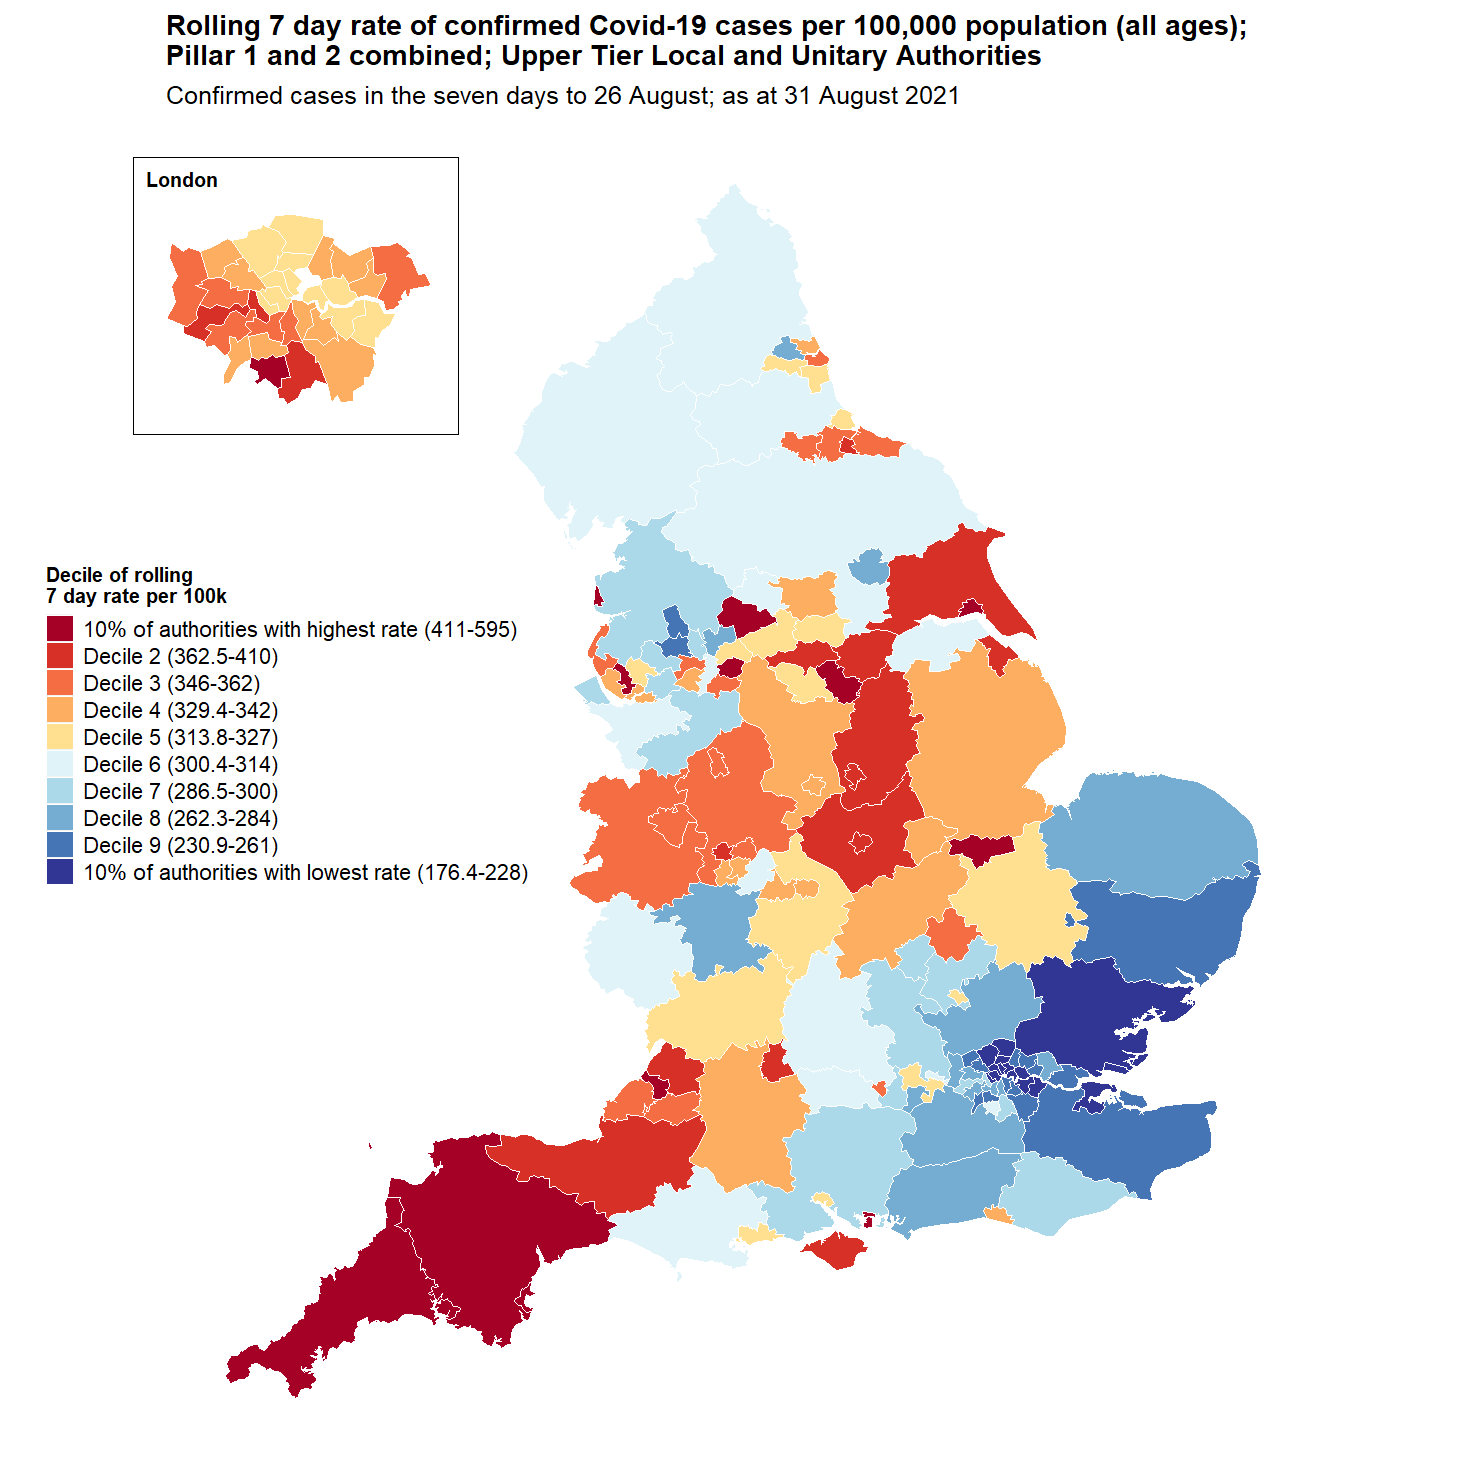 Rolling 7 day rate of confirmed Covid-19 cases per 100,000 population (all ages);
Pillar 1 and 2 combined; Upper Tier Local and Unitary Authorities
Confirmed cases in the seven days to 26 August; as at 31 August 2021
London
Decile of rolling
7 day rate per 100k
10% of authorities with highest rate (411-595)
Decile 2 (362.5-410)
Decile 3 (346-362)
Decile 4 (329.4-342)
Decile 5 (313.8-327)
Decile 6 (300.4-314)
Decile 7 (286.5-300)
Decile 8 (262.3-284)
Decile 9 (230.9-261)
10% of authorities with lowest rate (176.4-228)